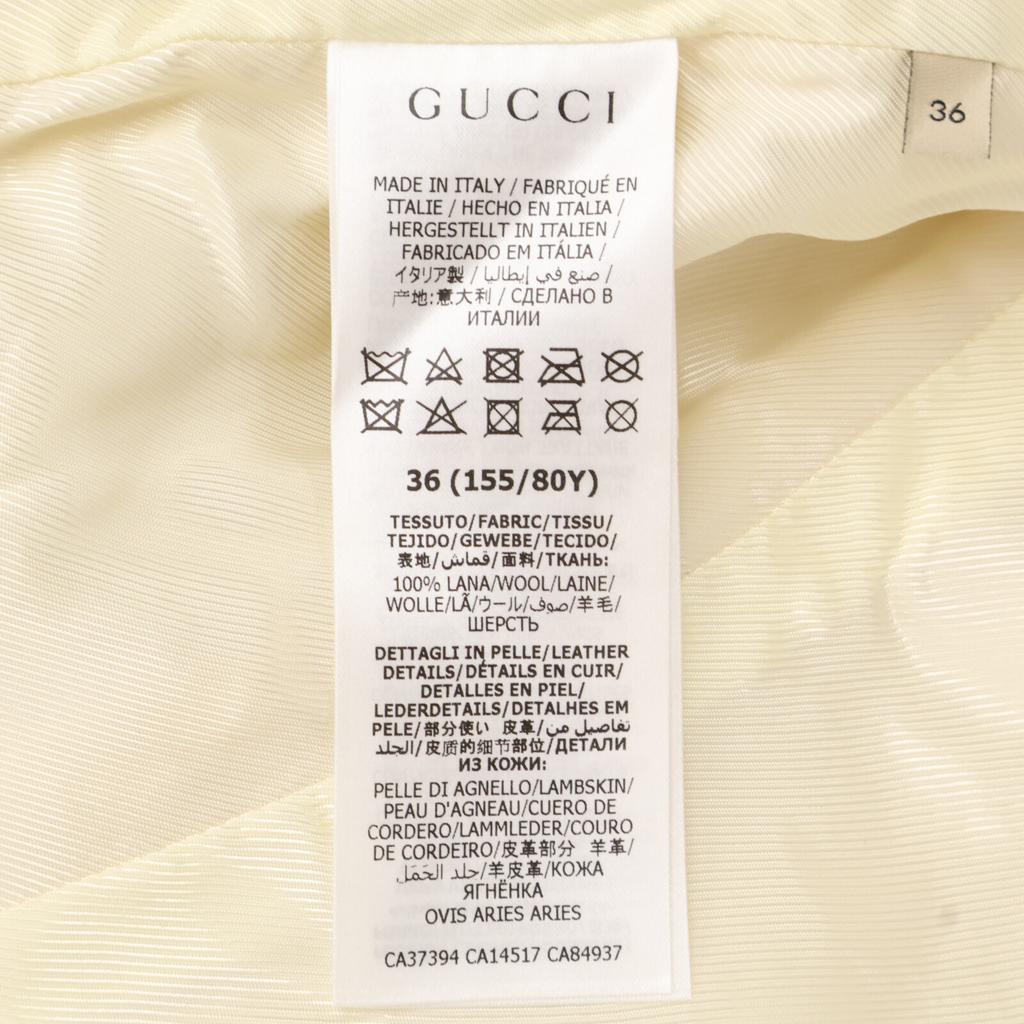 GUCCI
36
MADE IN ITALY / FABRIQUÉ EN
ITALIE / HECHO EN ITALIA /
HERGESTELLT IN ITALIEN /
FABRICADO EM ITÁLIA /
イタリア製 / صنع في إيطاليا /
产地:意大利 / СДЕЛАНО В
ИТАЛИИ
36 (155/80Y)
TESSUTO/FABRIC/TISSU/
TEJIDO/GEWEBE/TECIDO/
表地/قماش/面料/ТКАНЬ:
100% LANA/WOOL/LAINE/
WOLLE/LÃ/ウール/صوف/羊毛/
ШЕРСТЬ
DETTAGLI IN PELLE/LEATHER
DETAILS/DÉTAILS EN CUIR/
DETALLES EN PIEL/
LEDERDETAILS/DETALHES EM
PELE/部分使い 皮革/تفاصيل من
الجلد/皮质的细节部位/ДЕТАЛИ
ИЗ КОЖИ:
PELLE DI AGNELLO/LAMBSKIN/
PEAU D'AGNEAU/CUERO DE
CORDERO/LAMMLEDER/COURO
DE CORDEIRO/皮革部分 羊革/
جلد الحَمَل/羊皮革/КОЖА
ЯГНЁНКА
OVIS ARIES ARIES
CA37394 CA14517 CA84937